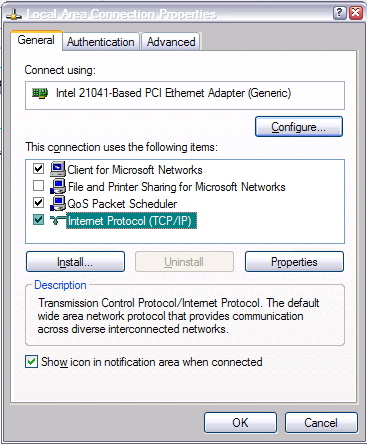 Local Area Connection Properties
General
Authentication
Advanced
Connect using:
Intel 21041-Based PCI Ethernet Adapter (Generic)
Configure...
This connection uses the following items:
Client for Microsoft Networks
File and Printer Sharing for Microsoft Networks
QoS Packet Scheduler
Internet Protocol (TCP/IP)
Install...
Uninstall
Properties
Description
Transmission Control Protocol/Internet Protocol. The default
wide area network protocol that provides communication
across diverse interconnected networks.
Show icon in notification area when connected
OK
Cancel